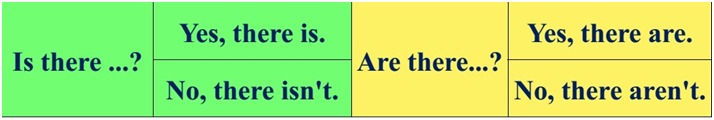 Is there ...?
Yes, there is.
No, there isn't.
Are there...?
Yes, there are.
No, there aren't.